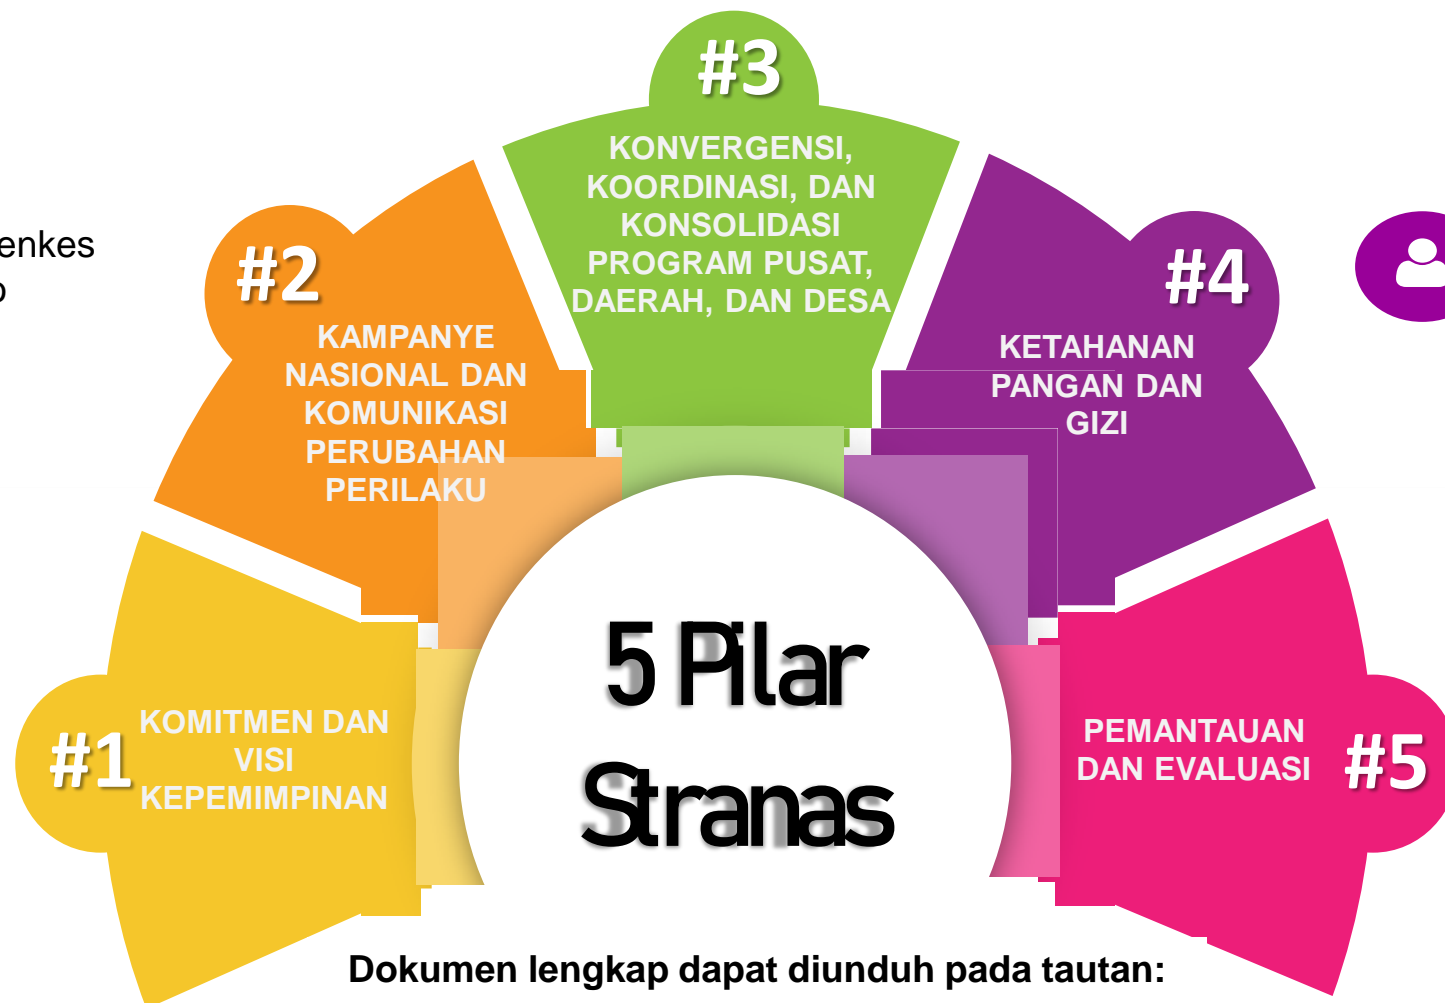 #3
KONVERGENSI,
KOORDINASI, DAN
KONSOLIDASI
PROGRAM PUSAT,
DAERAH, DAN DESA
#2
KAMPANYE
NASIONAL DAN
KOMUNIKASI
PERUBAHAN
PERILAKU
#4
KETAHANAN
PANGAN DAN
GIZI
#1
KOMITMEN DAN
VISI
KEPEMIMPINAN
5 Pilar
Stranas
PEMANTAUAN
DAN EVALUASI
#5
Dokumen lengkap dapat diunduh pada tautan: